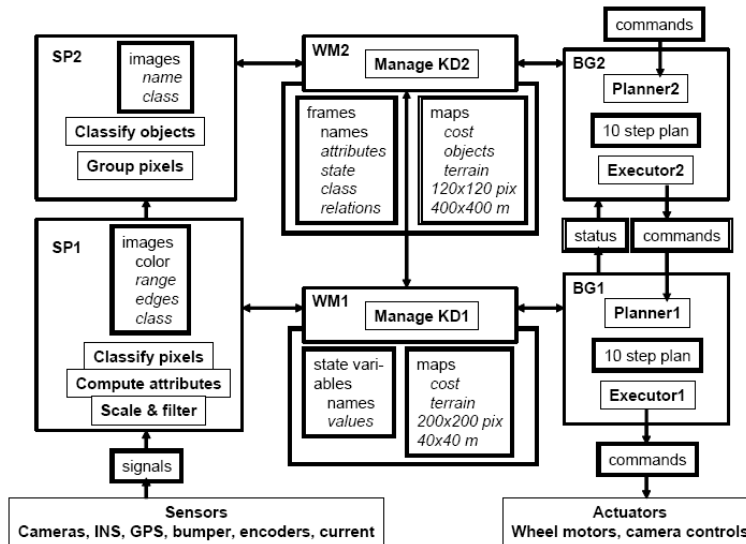 commands
SP2
images
name
class
Classify objects
Group pixels
WM2
Manage KD2
frames
names
attributes
state
class
relations
maps
cost
objects
terrain
120x120 pix
400x400 m
BG2
Planner2
10 step plan
Executor2
status
commands
SP1
images
color
range
edges
class
Classify pixels
Compute attributes
Scale & filter
WM1
Manage KD1
state vari-
ables
names
values
maps
cost
terrain
200x200 pix
40x40 m
BG1
Planner1
10 step plan
Executor1
signals
commands
Sensors
Cameras, INS, GPS, bumper, encoders, current
Actuators
Wheel motors, camera controls